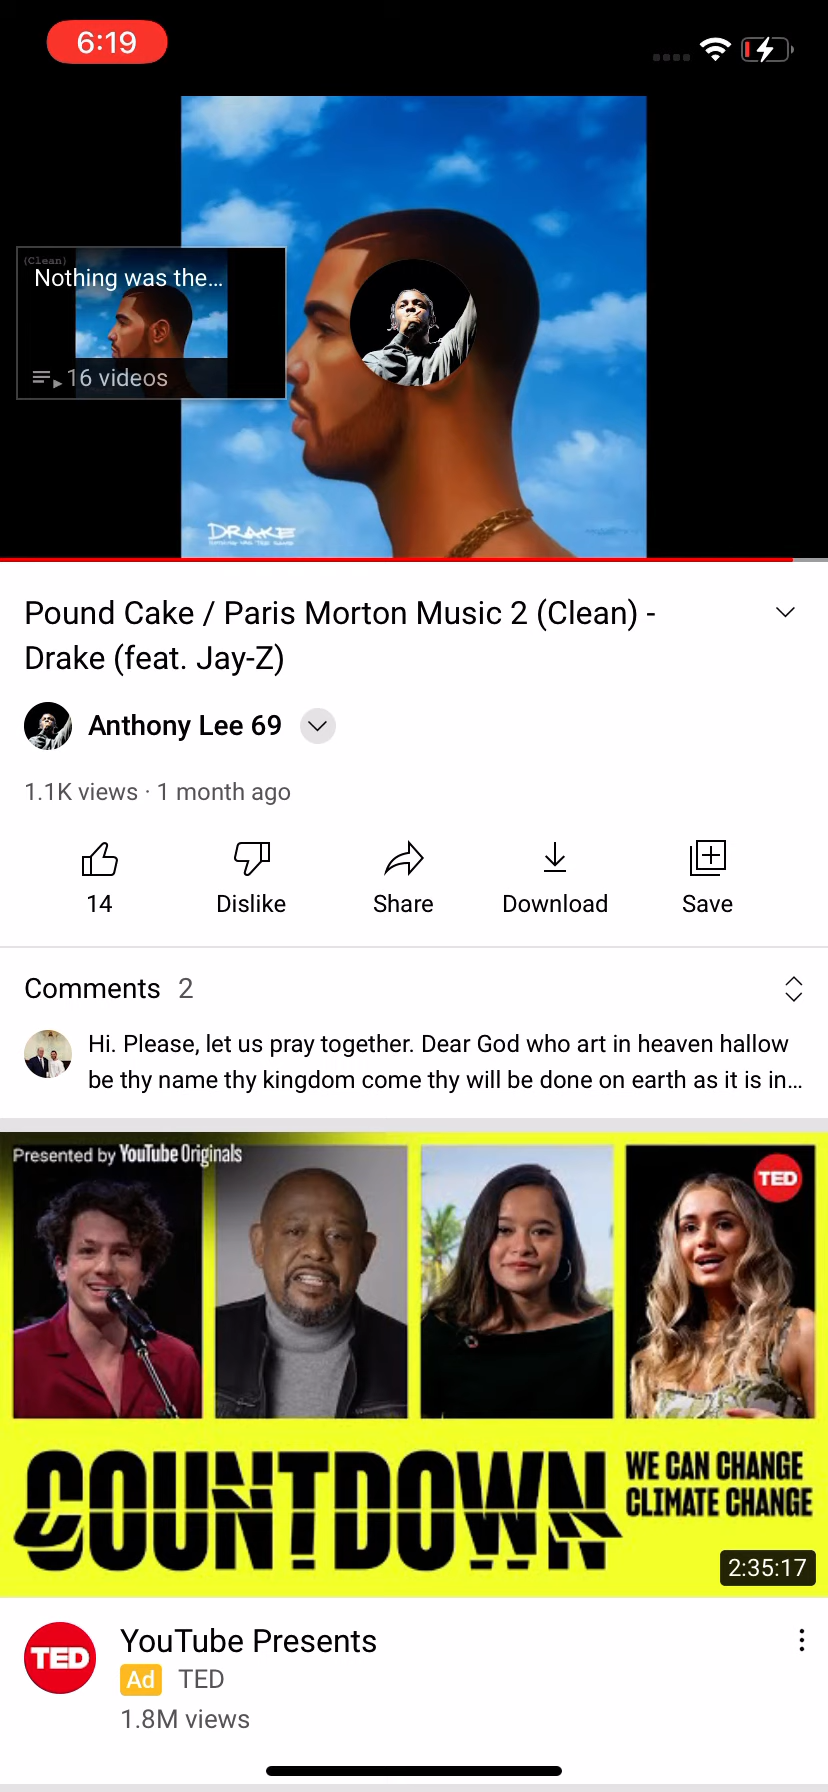 6:19
(Clean)
Nothing was the...
16 videos
DRAKE
Pound Cake / Paris Morton Music 2 (Clean) -
Drake (feat. Jay-Z)
Anthony Lee 69
1.1K views · 1 month ago
14
Dislike
Share
Download
Save
Comments 2
Hi. Please, let us pray together. Dear God who art in heaven hallow
be thy name thy kingdom come thy will be done on earth as it is in...
Presented by YouTube Originals
TED
COUNTDOWN
WE CAN CHANGE
CLIMATE CHANGE
2:35:17
TED
YouTube Presents
Ad TED
1.8M views